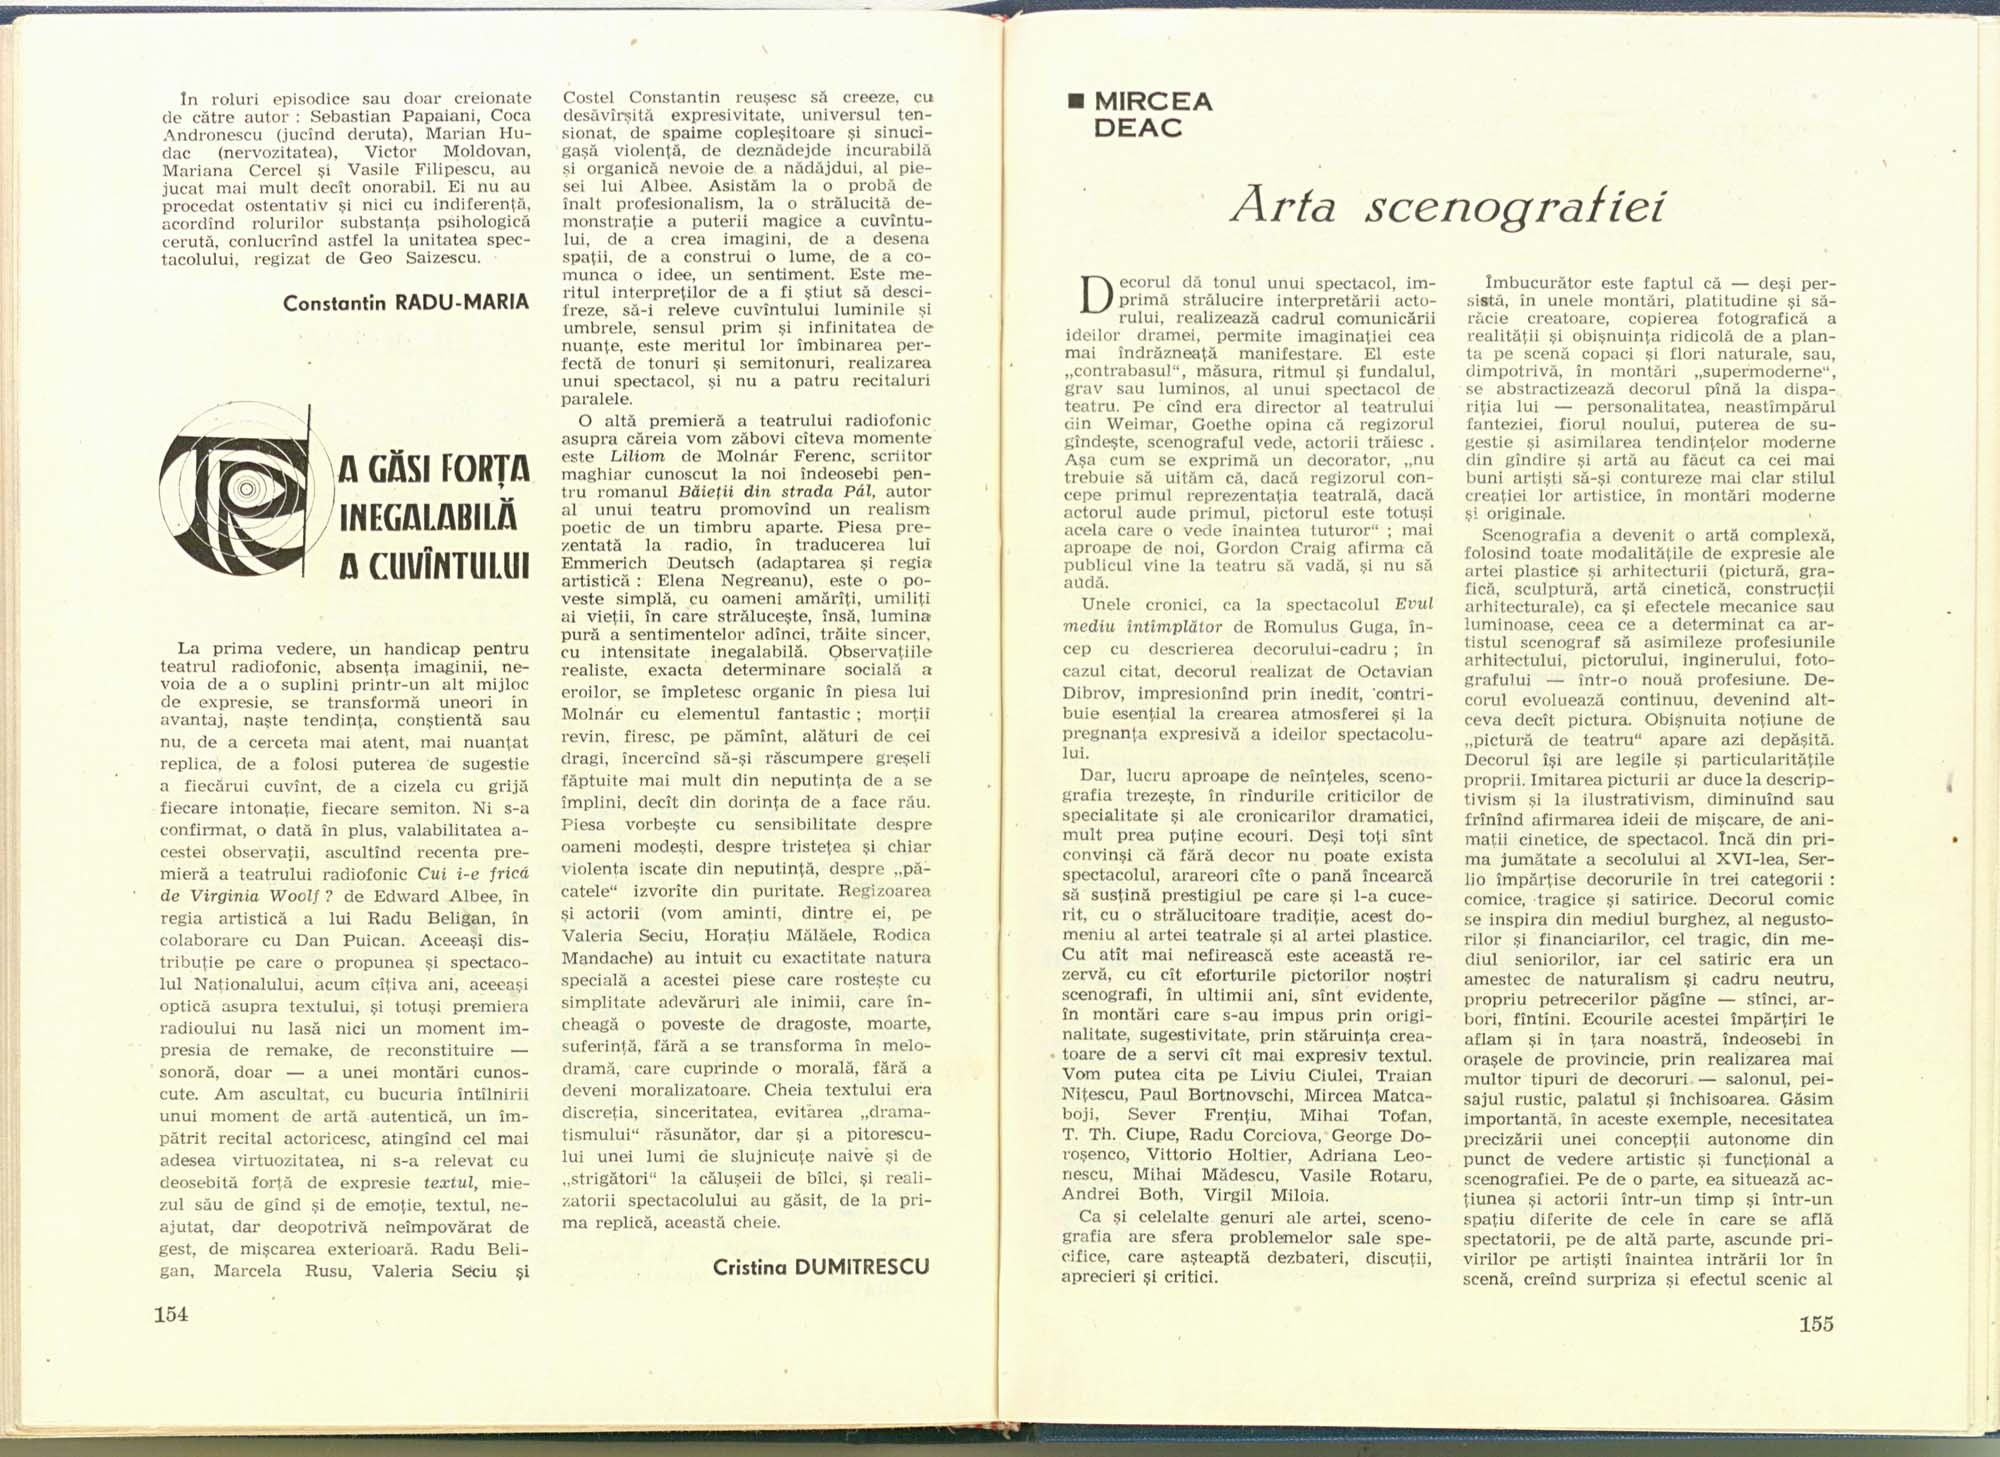 În roluri episodice sau doar creionate
de către autor : Sebastian Papaiani, Coca
Andronescu (jucînd deruta), Marian Hu-
dac (nervozitatea), Victor Moldovan,
Mariana Cercel și Vasile Filipescu, au
jucat mai mult decît onorabil. Ei nu au
procedat ostentativ și nici cu indiferență,
acordînd rolurilor substanța psihologică
cerută, conlucrînd astfel la unitatea spec-
tacolului, regizat de Geo Saizescu.
Constantin RADU-MARIA
A GĂSI FORȚA
INEGALABILĂ
A CUVÎNTULUI
La prima vedere, un handicap pentru
teatrul radiofonic, absența imaginii, ne-
voia de a o suplini printr-un alt mijloc
de expresie, se transformă uneori în
avantaj, naște tendința, conștientă sau
nu, de a cerceta mai atent, mai nuanțat
replica, de a folosi puterea de sugestie
a fiecărui cuvînt, de a cizela cu grijă
fiecare intonație, fiecare semiton. Ni s-a
confirmat, o dată în plus, valabilitatea a-
cestei observații, ascultînd recenta pre-
mieră a teatrului radiofonic Cui i-e frică
de Virginia Woolf ? de Edward Albee, în
regia artistică a lui Radu Beligan, în
colaborare cu Dan Puican. Aceeași dis-
tribuție pe care o propunea și spectaco-
lul Naționalului, acum cîțiva ani, aceeași
optică asupra textului, și totuși premiera
radioului nu lasă nici un moment im-
presia de remake, de reconstituire —
sonoră, doar — a unei montări cunos-
cute. Am ascultat, cu bucuria întîlnirii
unui moment de artă autentică, un îm-
pătrit recital actoricesc, atingînd cel mai
adesea virtuozitatea, ni s-a relevat cu
deosebită forță de expresie textul, mie-
zul său de gînd și de emoție, textul, ne-
ajutat, dar deopotrivă neîmpovărat de
gest, de mișcarea exterioară. Radu Beli-
gan, Marcela Rusu, Valeria Seciu și
154
Costel Constantin reușesc să creeze, cu
desăvîrșită expresivitate, universul ten-
sionat, de spaime copleșitoare și sinuci-
gașă violență, de deznădejde incurabilă
și organică nevoie de a nădăjdui, al pie-
sei lui Albee. Asistăm la o probă de
înalt profesionalism, la o strălucită de-
monstrație a puterii magice a cuvîntu-
lui, de a crea imagini, de a desena
spații, de a construi o lume, de a co-
munca o idee, un sentiment. Este me-
ritul interpreților de a fi știut să desci-
freze, să-i releve cuvîntului luminile și
umbrele, sensul prim și infinitatea de
nuanțe, este meritul lor îmbinarea per-
fectă de tonuri și semitonuri, realizarea
unui spectacol, și nu a patru recitaluri
paralele.
O altă premieră a teatrului radiofonic
asupra căreia vom zăbovi cîteva momente
este Liliom de Molnár Ferenc, scriitor
maghiar cunoscut la noi îndeosebi pen-
tru romanul Băieții din strada Pál, autor
al unui teatru promovînd un realism
poetic de un timbru aparte. Piesa pre-
zentată la radio, în traducerea lui
Emmerich Deutsch (adaptarea și regia
artistică : Elena Negreanu), este o po-
veste simplă, cu oameni amărîți, umiliți
ai vieții, în care strălucește, însă, lumina
pură a sentimentelor adînci, trăite sincer,
cu intensitate inegalabilă. Observațiile
realiste, exacta determinare socială a
eroilor, se împletesc organic în piesa lui
Molnár cu elementul fantastic ; morții
revin, firesc, pe pămînt, alături de cei
dragi, încercînd să-și răscumpere greșeli
făptuite mai mult din neputința de a se
împlini, decît din dorința de a face rău.
Piesa vorbește cu sensibilitate despre
oameni modești, despre tristețea și chiar
violența iscate din neputință, despre „pă-
catele“ izvorîte din puritate. Regizoarea
și actorii (vom aminti, dintre ei, pe
Valeria Seciu, Horațiu Mălăele, Rodica
Mandache) au intuit cu exactitate natura
specială a acestei piese care rostește cu
simplitate adevăruri ale inimii, care în-
cheagă o poveste de dragoste, moarte,
suferință, fără a se transforma în melo-
dramă, care cuprinde o morală, fără a
deveni moralizatoare. Cheia textului era
discreția, sinceritatea, evitarea „drama-
tismului“ răsunător, dar și a pitorescu-
lui unei lumi de slujnicuțe naive și de
„strigători“ la călușeii de bîlci, și reali-
zatorii spectacolului au găsit, de la pri-
ma replică, această cheie.
Cristina DUMITRESCU
■ MIRCEA
DEAC
Arta scenografiei
Decorul dă tonul unui spectacol, im-
primă strălucire interpretării acto-
rului, realizează cadrul comunicării
ideilor dramei, permite imaginației cea
mai îndrăzneață manifestare. El este
„contrabasul“, măsura, ritmul și fundalul,
grav sau luminos, al unui spectacol de
teatru. Pe cînd era director al teatrului
din Weimar, Goethe opina că regizorul
gîndește, scenograful vede, actorii trăiesc .
Așa cum se exprimă un decorator, „nu
trebuie să uităm că, dacă regizorul con-
cepe primul reprezentația teatrală, dacă
actorul aude primul, pictorul este totuși
acela care o vede înaintea tuturor“ ; mai
aproape de noi, Gordon Craig afirma că
publicul vine la teatru să vadă, și nu să
audă.
Unele cronici, ca la spectacolul Evul
mediu întîmplător de Romulus Guga, în-
cep cu descrierea decorului-cadru ; în
cazul citat, decorul realizat de Octavian
Dibrov, impresionînd prin inedit, contri-
buie esențial la crearea atmosferei și la
pregnanța expresivă a ideilor spectacolu-
lui.
Dar, lucru aproape de neînțeles, sceno-
grafia trezește, în rîndurile criticilor de
specialitate și ale cronicarilor dramatici,
mult prea puține ecouri. Deși toți sînt
convinși că fără decor nu poate exista
spectacolul, arareori cîte o pană încearcă
să susțină prestigiul pe care și l-a cuce-
rit, cu o strălucitoare tradiție, acest do-
meniu al artei teatrale și al artei plastice.
Cu atît mai nefirească este această re-
zervă, cu cît eforturile pictorilor noștri
scenografi, în ultimii ani, sînt evidente,
în montări care s-au impus prin origi-
nalitate, sugestivitate, prin stăruința crea-
toare de a servi cît mai expresiv textul.
Vom putea cita pe Liviu Ciulei, Traian
Nițescu, Paul Bortnovschi, Mircea Matca-
boji, Sever Frențiu, Mihai Tofan,
T. Th. Ciupe, Radu Corciova, George Do-
roșenco, Vittorio Holtier, Adriana Leo-
nescu, Mihai Mădescu, Vasile Rotaru,
Andrei Both, Virgil Miloia.
Ca și celelalte genuri ale artei, sceno-
grafia are sfera problemelor sale spe-
cifice, care așteaptă dezbateri, discuții,
aprecieri și critici.
Îmbucurător este faptul că — deși per-
sistă, în unele montări, platitudine și să-
răcie creatoare, copierea fotografică a
realității și obișnuința ridicolă de a plan-
ta pe scenă copaci și flori naturale, sau,
dimpotrivă, în montări „supermoderne“,
se abstractizează decorul pînă la dispa-
riția lui — personalitatea, neastîmpărul
fanteziei, fiorul noului, puterea de su-
gestie și asimilarea tendințelor moderne
din gîndire și artă au făcut ca cei mai
buni artiști să-și contureze mai clar stilul
creației lor artistice, în montări moderne
și originale.
Scenografia a devenit o artă complexă,
folosind toate modalitățile de expresie ale
artei plastice și arhitecturii (pictură, gra-
fică, sculptură, artă cinetică, construcții
arhitecturale), ca și efectele mecanice sau
luminoase, ceea ce a determinat ca ar-
tistul scenograf să asimileze profesiunile
arhitectului, pictorului, inginerului, foto-
grafului — într-o nouă profesiune. De-
corul evoluează continuu, devenind alt-
ceva decît pictura. Obișnuita noțiune de
„pictură de teatru“ apare azi depășită.
Decorul își are legile și particularitățile
proprii. Imitarea picturii ar duce la descrip-
tivism și la ilustrativism, diminuînd sau
frînînd afirmarea ideii de mișcare, de ani-
mații cinetice, de spectacol. Încă din pri-
ma jumătate a secolului al XVI-lea, Ser-
lio împărțise decorurile în trei categorii :
comice, tragice și satirice. Decorul comic
se inspira din mediul burghez, al negusto-
rilor și financiarilor, cel tragic, din me-
diul seniorilor, iar cel satiric era un
amestec de naturalism și cadru neutru,
propriu petrecerilor păgîne — stînci, ar-
bori, fîntîni. Ecourile acestei împărțiri le
aflam și în țara noastră, îndeosebi în
orașele de provincie, prin realizarea mai
multor tipuri de decoruri — salonul, pei-
sajul rustic, palatul și închisoarea. Găsim
importantă, în aceste exemple, necesitatea
precizării unei concepții autonome din
punct de vedere artistic și funcțional a
scenografiei. Pe de o parte, ea situează ac-
țiunea și actorii într-un timp și într-un
spațiu diferite de cele în care se află
spectatorii, pe de altă parte, ascunde pri-
virilor pe artiști înaintea intrării lor în
scenă, creînd surpriza și efectul scenic al
155